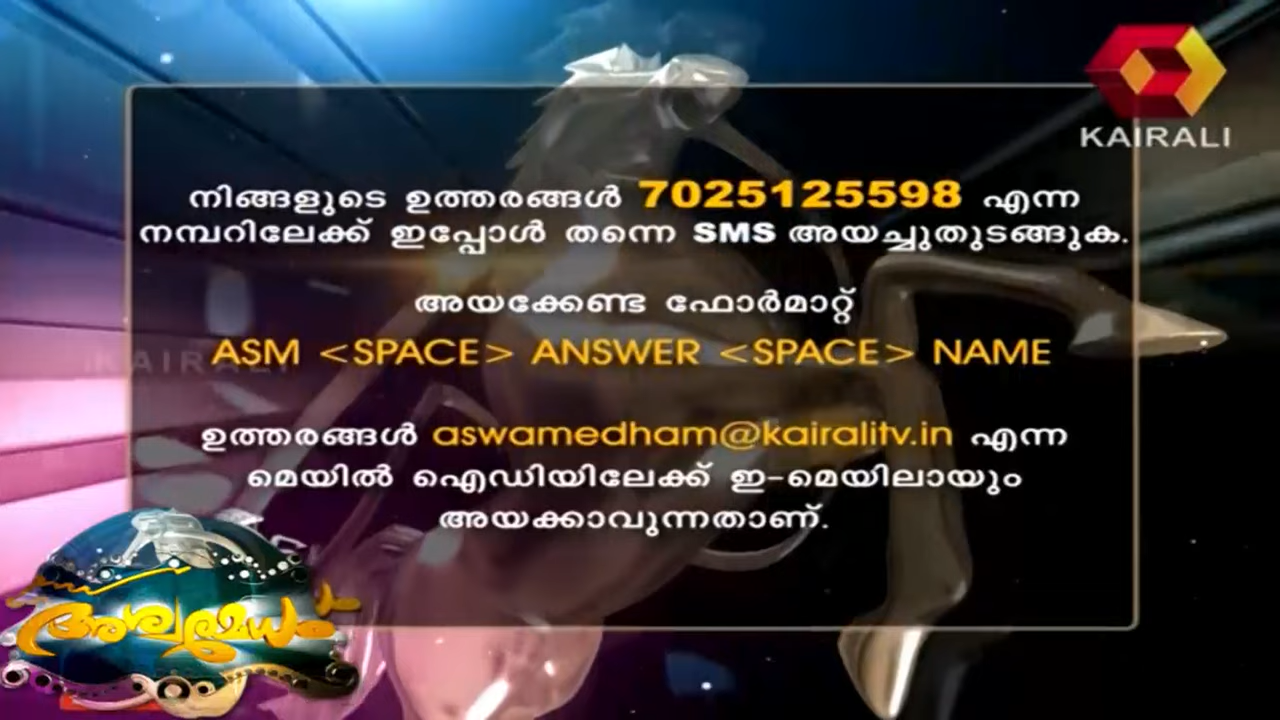 KAIRALI
നിങ്ങളുടെ ഉത്തരങ്ങൾ 7025125598 എന്ന
നമ്പറിലേക്ക് ഇപ്പോൾ തന്നെ SMS അയച്ചുതുടങ്ങുക.
അയക്കേണ്ട ഫോർമാറ്റ്
ASM <SPACE> ANSWER <SPACE> NAME
ഉത്തരങ്ങൾ aswamedham@kairalitv.in എന്ന
മെയിൽ ഐഡിയിലേക്ക് ഇ-മെയിലായും
അയക്കാവുന്നതാണ്.
അശ്വമേധം